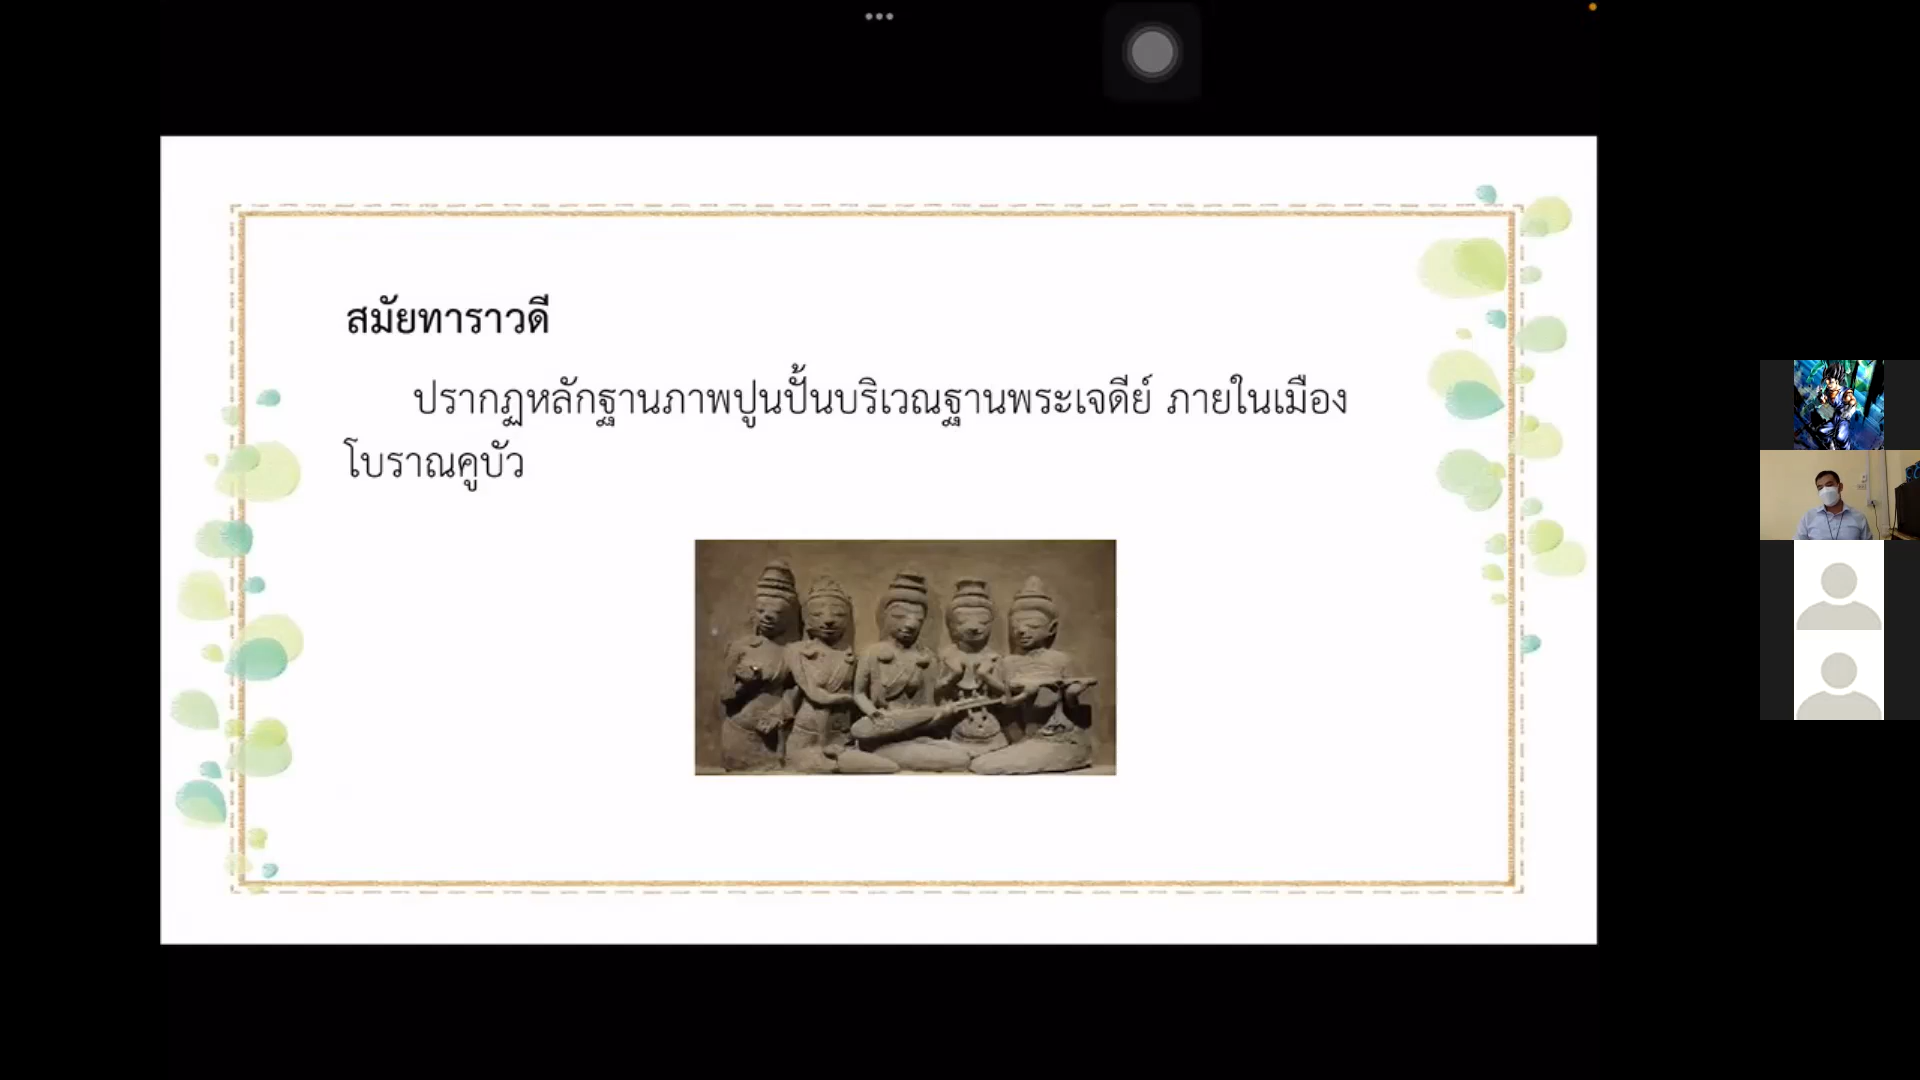 สมัยทาราวดี
ปรากฏหลักฐานภาพปูนปั้นบริเวณฐานพระเจดีย์ ภายในเมือง
โบราณคูบัว